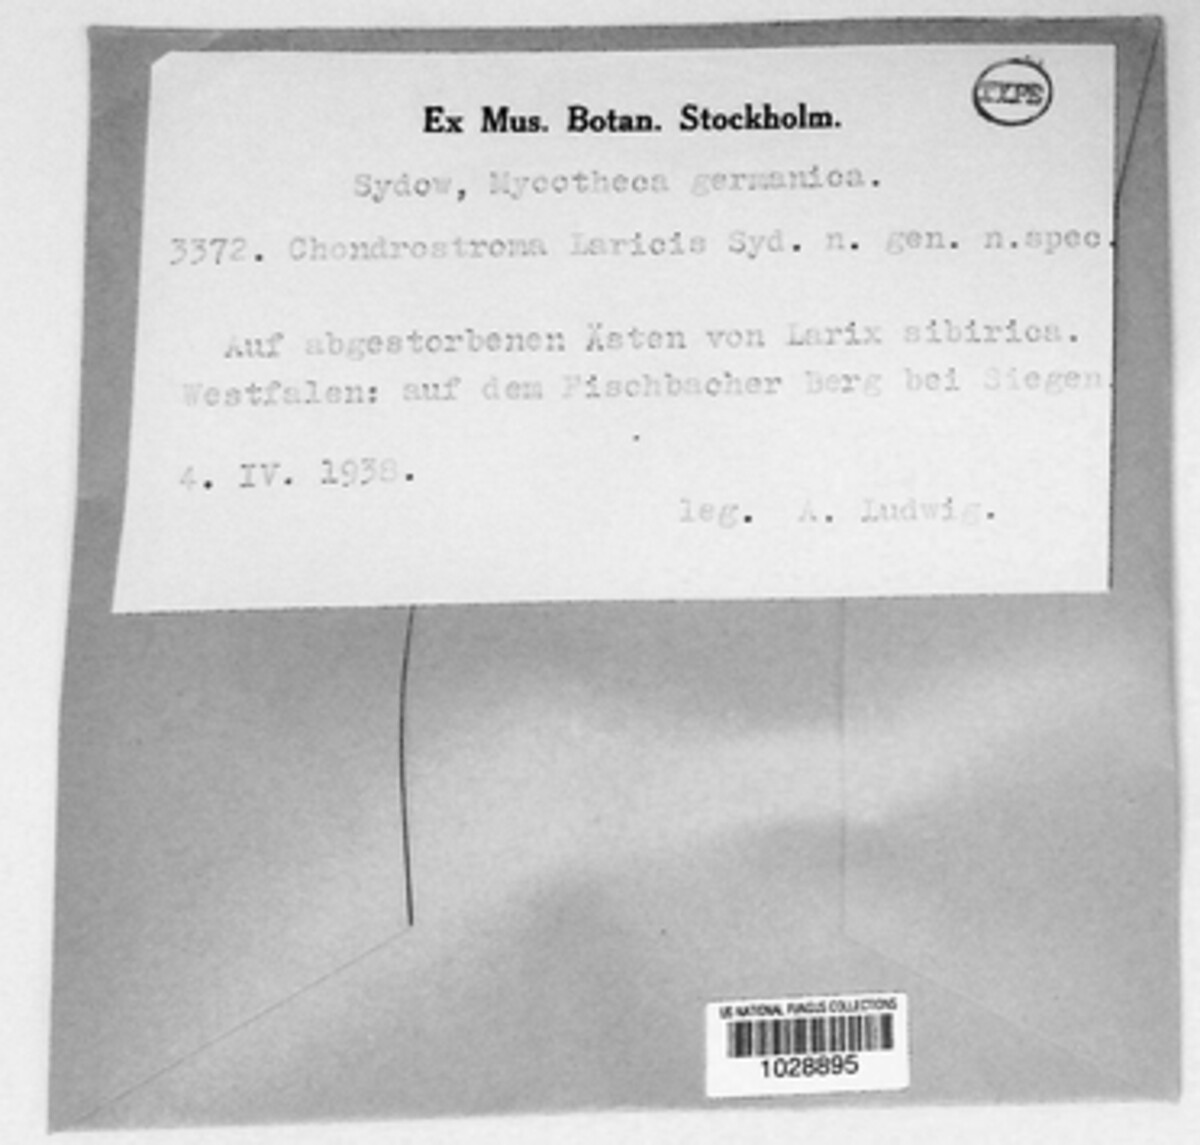 TYPE
Ex Mus. Botan. Stockholm.
Sydow, Mycotheca germanica.
3372. Chondrostroma Laricis Syd. n. gen. n.spec.
Auf abgestorbenen Ästen von Larix sibirica.
Westfalen: auf dem Fischbacher Berg bei Siegen.
4. IV. 1938.
leg. A. Ludwig.
US NATIONAL FUNGUS COLLECTIONS
1028895